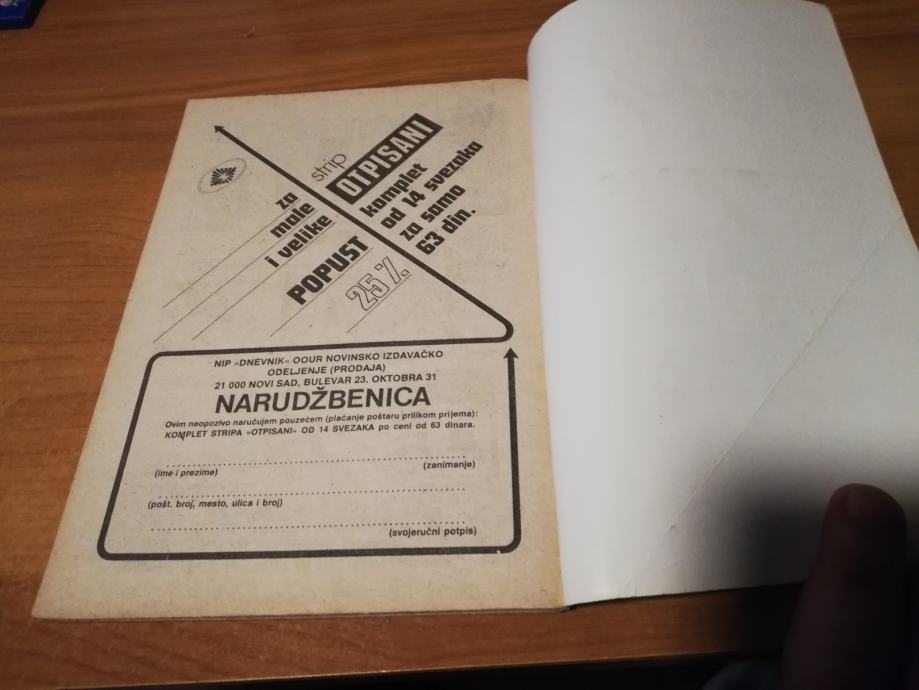 strip
OTPISANI
komplet
od 14 svezaka
za samo
63 din.
za
male
i velike
POPUST
25%
NIP «DNEVNIK« OOUR NOVINSKO IZDAVAČKO
ODELJENJE (PRODAJA)
21 000 NOVI SAD, BULEVAR 23. OKTOBRA 31
NARUDŽBENICA
Ovim neopozivo naručujem pouzećem (plaćanje poštaru prilikom prijema):
KOMPLET STRIPA «OTPISANI« OD 14 SVEZAKA po ceni od 63 dinara.
(ime i prezime) (zanimanje)
(pošt. broj, mesto, ulica i broj)
(svojeručni potpis)